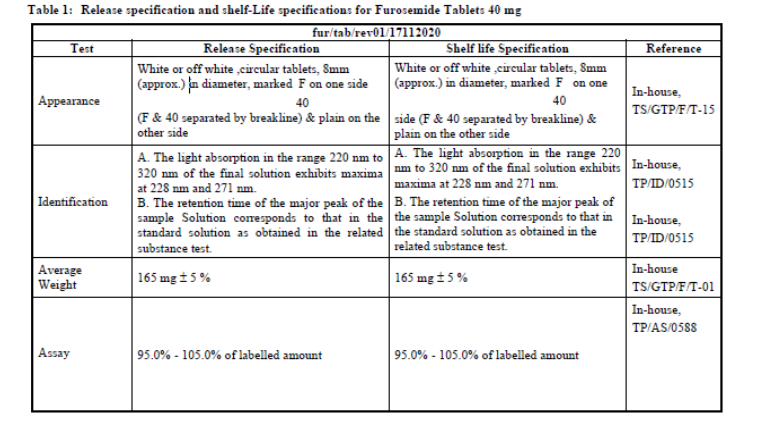 Table 1: Release specification and shelf-Life specifications for Furosemide Tablets 40 mg
fur/tab/rev01/17112020
Test
Release Specification
Shelf life Specification
Reference
Appearance
White or off white ,circular tablets, 8mm
(approx.) in diameter, marked F on one side
40
(F & 40 separated by breakline) & plain on the
other side
White or off white ,circular tablets, 8mm
(approx.) in diameter, marked F on one
40
side (F & 40 separated by breakline) &
plain on the other side
In-house,
TS/GTP/F/T-15
Identification
A. The light absorption in the range 220 nm to
320 nm of the final solution exhibits maxima
at 228 nm and 271 nm.
B. The retention time of the major peak of the
sample Solution corresponds to that in the
standard solution as obtained in the related
substance test.
A. The light absorption in the range 220
nm to 320 nm of the final solution exhibits
maxima at 228 nm and 271 nm.
B. The retention time of the major peak of
the sample Solution corresponds to that in
the standard solution as obtained in the
related substance test.
In-house,
TP/ID/0515
In-house,
TP/ID/0515
Average
Weight
165 mg ± 5 %
165 mg ± 5 %
In-house
TS/GTP/F/T-01
Assay
95.0% - 105.0% of labelled amount
95.0% - 105.0% of labelled amount
In-house,
TP/AS/0588